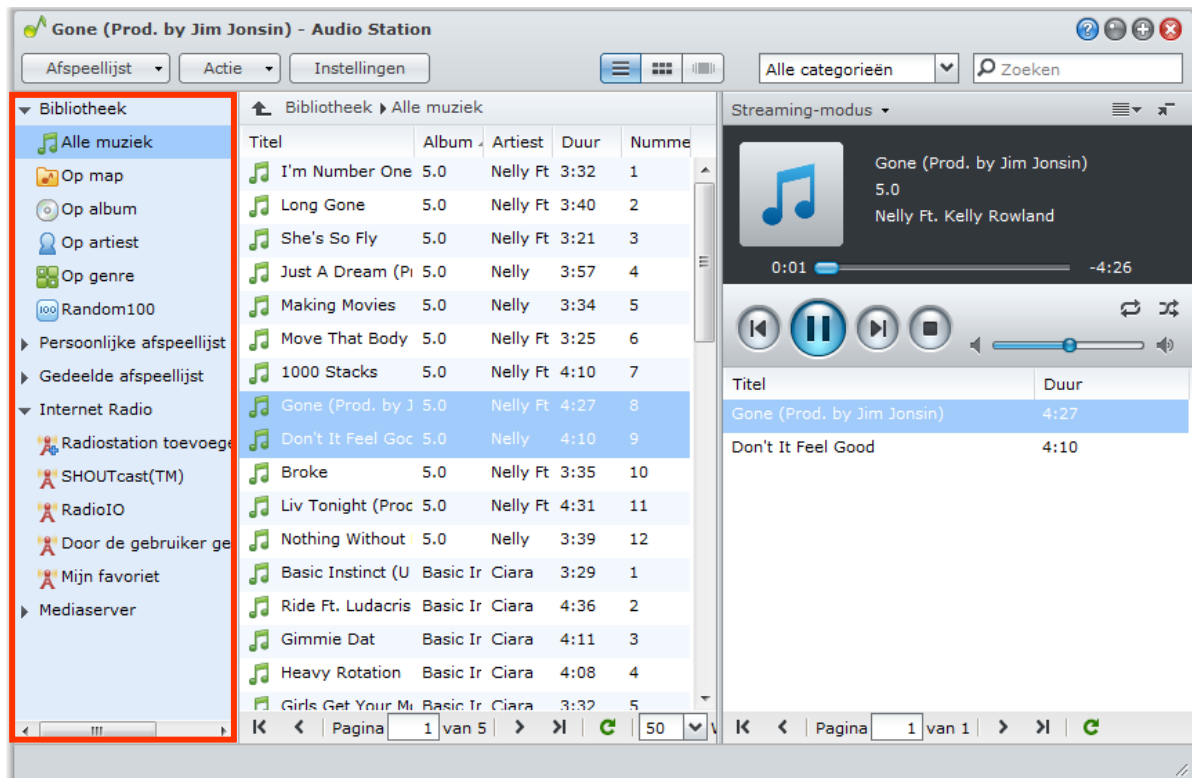 Gone (Prod. by Jim Jonsin) - Audio Station
Afspeellijst Actie Instellingen Alle categorieën Zoeken
Bibliotheek
Alle muziek
Op map
Op album
Op artiest
Op genre
100 Random100
Persoonlijke afspeellijst
Gedeelde afspeellijst
Internet Radio
Radiostation toevoege
SHOUTcast(TM)
RadioIO
Door de gebruiker ge
Mijn favoriet
Mediaserver
Bibliotheek Alle muziek
Titel Album Artiest Duur Numme
I'm Number One 5.0 Nelly Ft 3:32 1
Long Gone 5.0 Nelly Ft 3:40 2
She's So Fly 5.0 Nelly Ft 3:21 3
Just A Dream (Pr 5.0 Nelly 3:57 4
Making Movies 5.0 Nelly 3:34 5
Move That Body 5.0 Nelly Ft 3:25 6
1000 Stacks 5.0 Nelly Ft 4:10 7
Gone (Prod. by J 5.0 Nelly Ft 4:27 8
Don't It Feel Goo 5.0 Nelly 4:10 9
Broke 5.0 Nelly Ft 3:35 10
Liv Tonight (Proc 5.0 Nelly Ft 4:31 11
Nothing Without 5.0 Nelly 3:39 12
Basic Instinct (U Basic Ir Ciara 3:29 1
Ride Ft. Ludacris Basic Ir Ciara 4:36 2
Gimmie Dat Basic Ir Ciara 4:11 3
Heavy Rotation Basic Ir Ciara 4:08 4
Girls Get Your Mo Basic Ir Ciara 3:32 5
Pagina 1 van 5 50
Streaming-modus
Gone (Prod. by Jim Jonsin)
5.0
Nelly Ft. Kelly Rowland
0:01 -4:26
Titel Duur
Gone (Prod. by Jim Jonsin) 4:27
Don't It Feel Good 4:10
Pagina 1 van 1